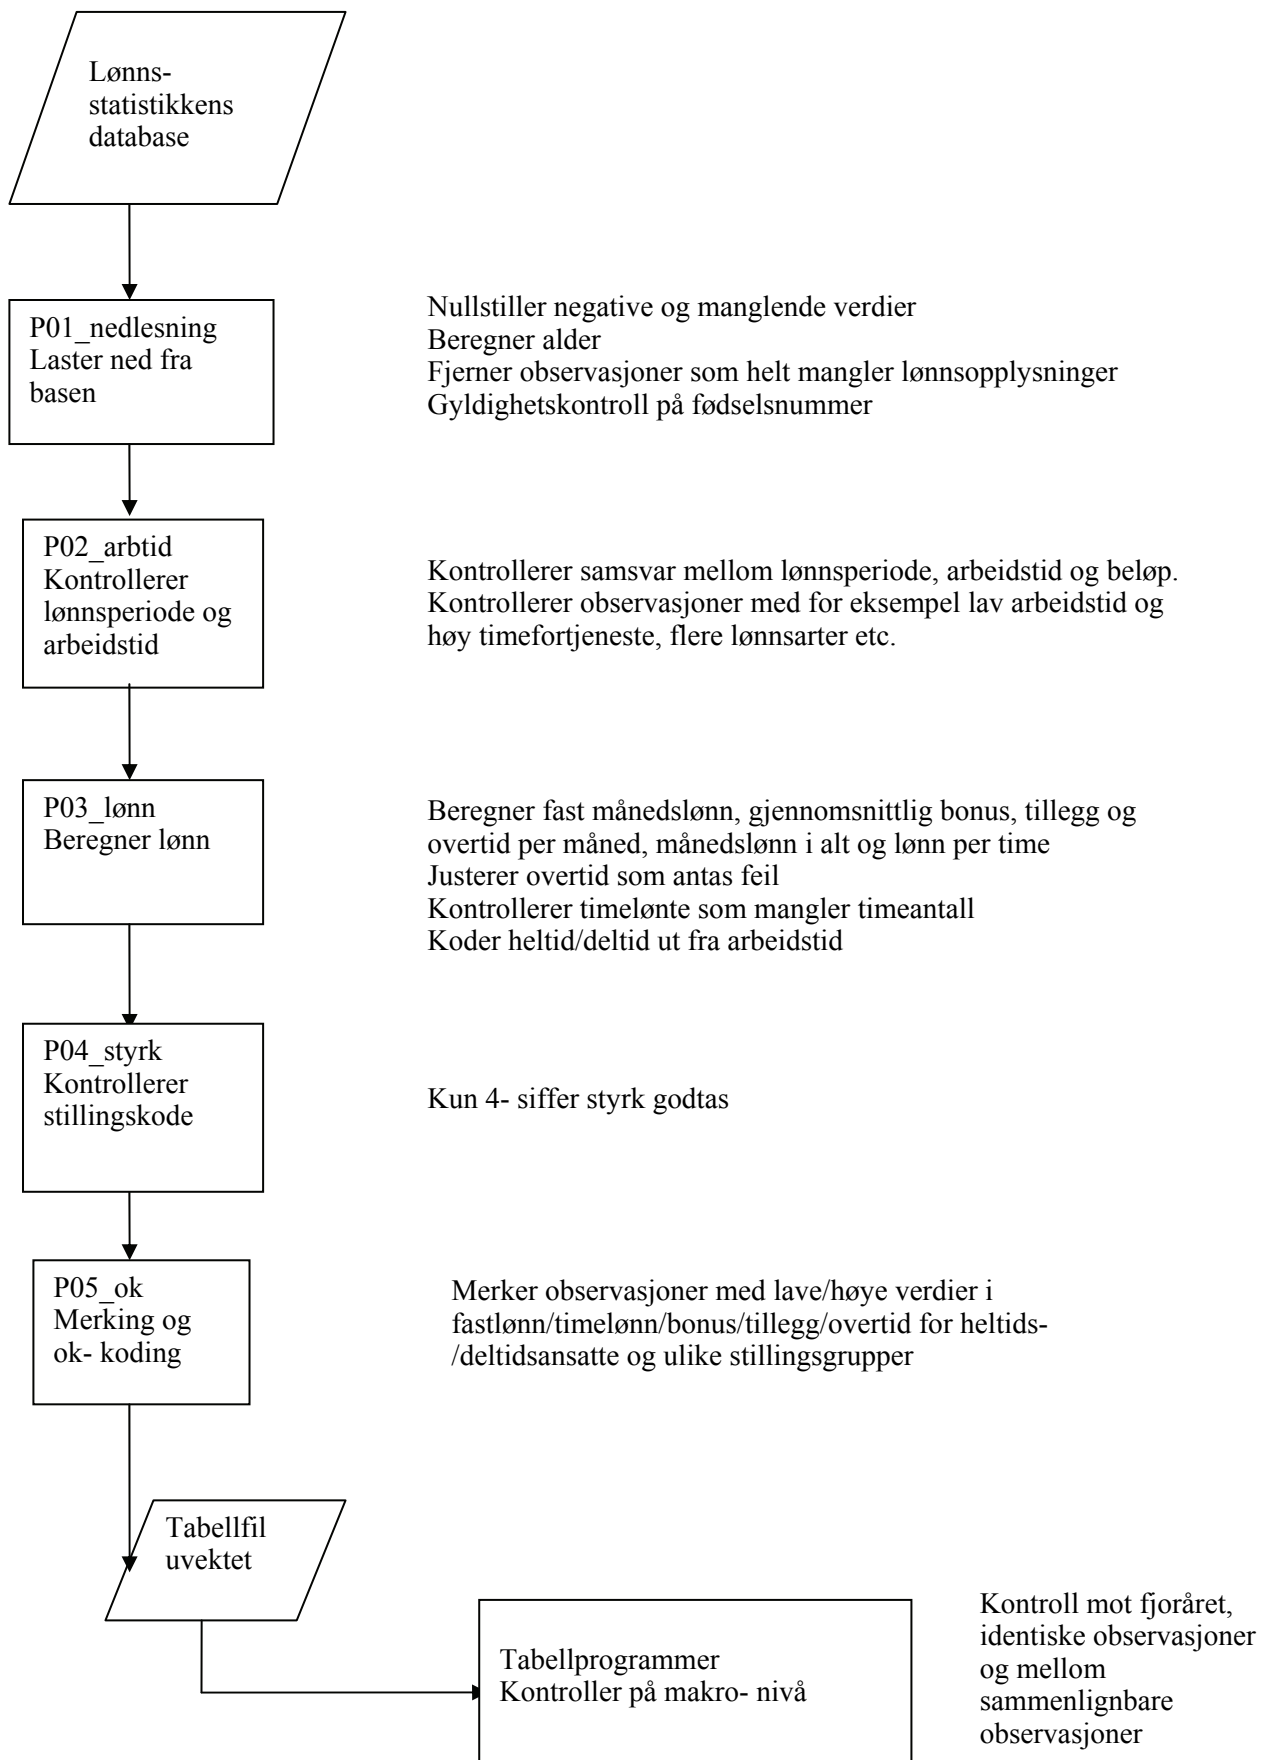 Lønns-
statistikkens
database
P01_nedlesning
Laster ned fra
basen
Nullstiller negative og manglende verdier
Beregner alder
Fjerner observasjoner som helt mangler lønnsopplysninger
Gyldighetskontroll på fødselsnummer
P02_arbtid
Kontrollerer
lønnsperiode og
arbeidstid
Kontrollerer samsvar mellom lønnsperiode, arbeidstid og beløp.
Kontrollerer observasjoner med for eksempel lav arbeidstid og
høy timefortjeneste, flere lønnsarter etc.
P03_lønn
Beregner lønn
Beregner fast månedslønn, gjennomsnittlig bonus, tillegg og
overtid per måned, månedslønn i alt og lønn per time
Justerer overtid som antas feil
Kontrollerer timelønte som mangler timeantall
Koder heltid/deltid ut fra arbeidstid
P04_styrk
Kontrollerer
stillingskode
Kun 4- siffer styrk godtas
P05_ok
Merking og
ok- koding
Merker observasjoner med lave/høye verdier i
fastlønn/timelønn/bonus/tillegg/overtid for heltids-
/deltidsansatte og ulike stillingsgrupper
Tabellfil
uvektet
Tabellprogrammer
Kontroller på makro- nivå
Kontroll mot fjoråret,
identiske observasjoner
og mellom
sammenlignbare
observasjoner